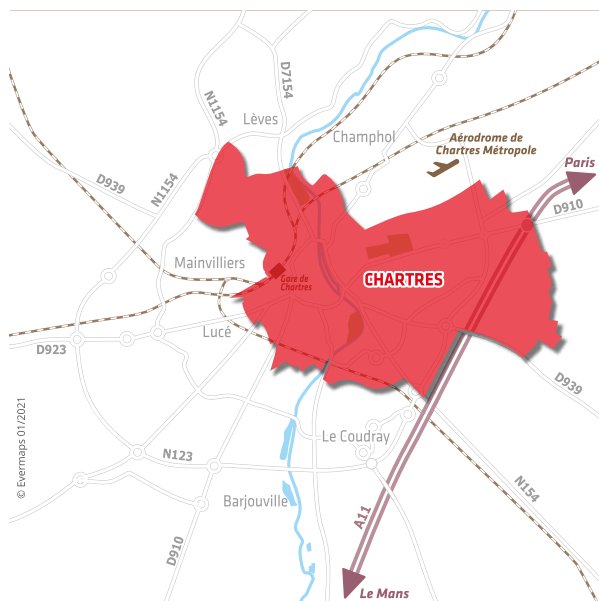 D7154
N1154
Lèves
Champhol
Aérodrome de
Chartres Métropole
Paris
D939
N1154
D910
Mainvilliers
Gare de
Chartres
CHARTRES
Lucé
D923
D939
© Evermaps 01/2021
Le Coudray
N123
N154
Barjouville
A11
D910
Le Mans